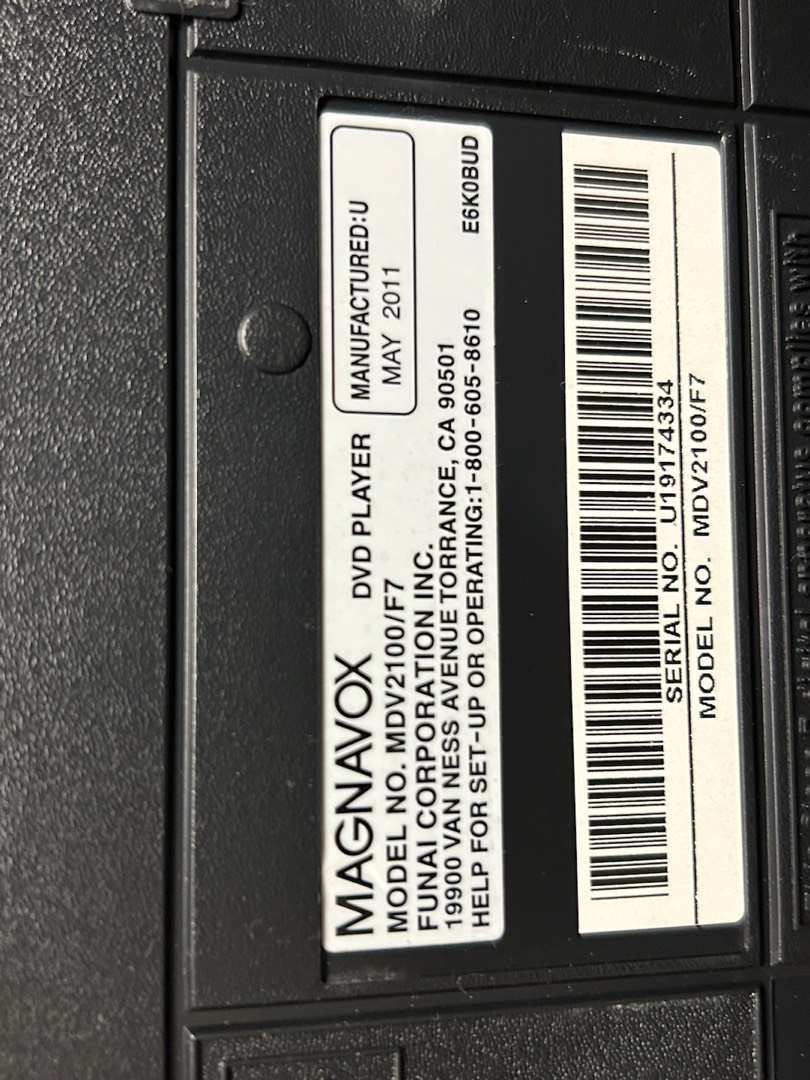 MAGNAVOX DVD PLAYER
MANUFACTURED:U
MAY 2011
MODEL NO. MDV2100/F7
FUNAI CORPORATION INC.
19900 VAN NESS AVENUE TORRANCE, CA 90501
HELP FOR SET-UP OR OPERATING:1-800-605-8610 E6K0BUD
SERIAL NO. U19174334
MODEL NO. MDV2100/F7
complies with